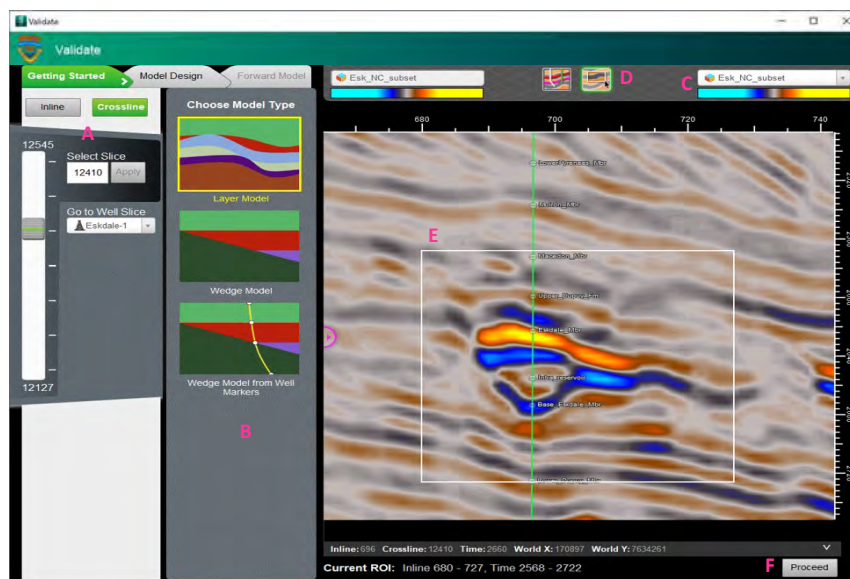 Validate
Validate
Getting Started
Model Design
Forward Model
Inline
Crossline
A
12545
Select Slice
12410
Apply
Go to Well Slice
Eskdale-1
12127
Choose Model Type
Layer Model
Wedge Model
Wedge Model from Well
Markers
B
Esk_NC_subset
D
C
Esk_NC_subset
680
700
720
740
E
Macedon_Mbr
Eskdale_Mbr
Base_Eskdale_Mbr
Inline: 696 Crossline: 12410 Time: 2660 World X: 170897 World Y: 7634261
Current ROI: Inline 680 - 727, Time 2568 - 2722
F
Proceed